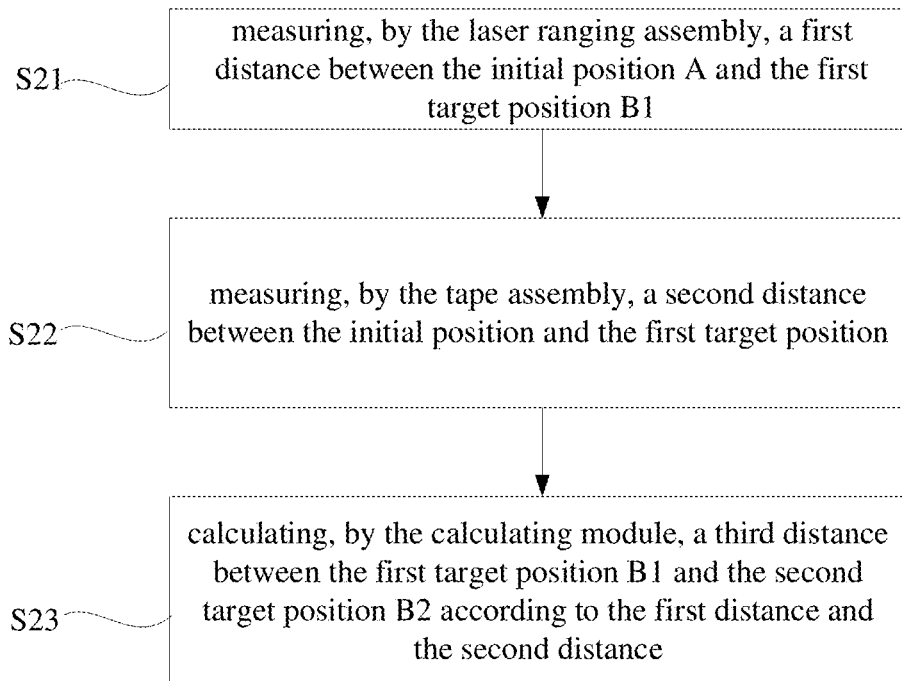 S21
measuring, by the laser ranging assembly, a first
distance between the initial position A and the first
target position B1
S22
measuring, by the tape assembly, a second distance
between the initial position and the first target position
S23
calculating, by the calculating module, a third distance
between the first target position B1 and the second
target position B2 according to the first distance and
the second distance